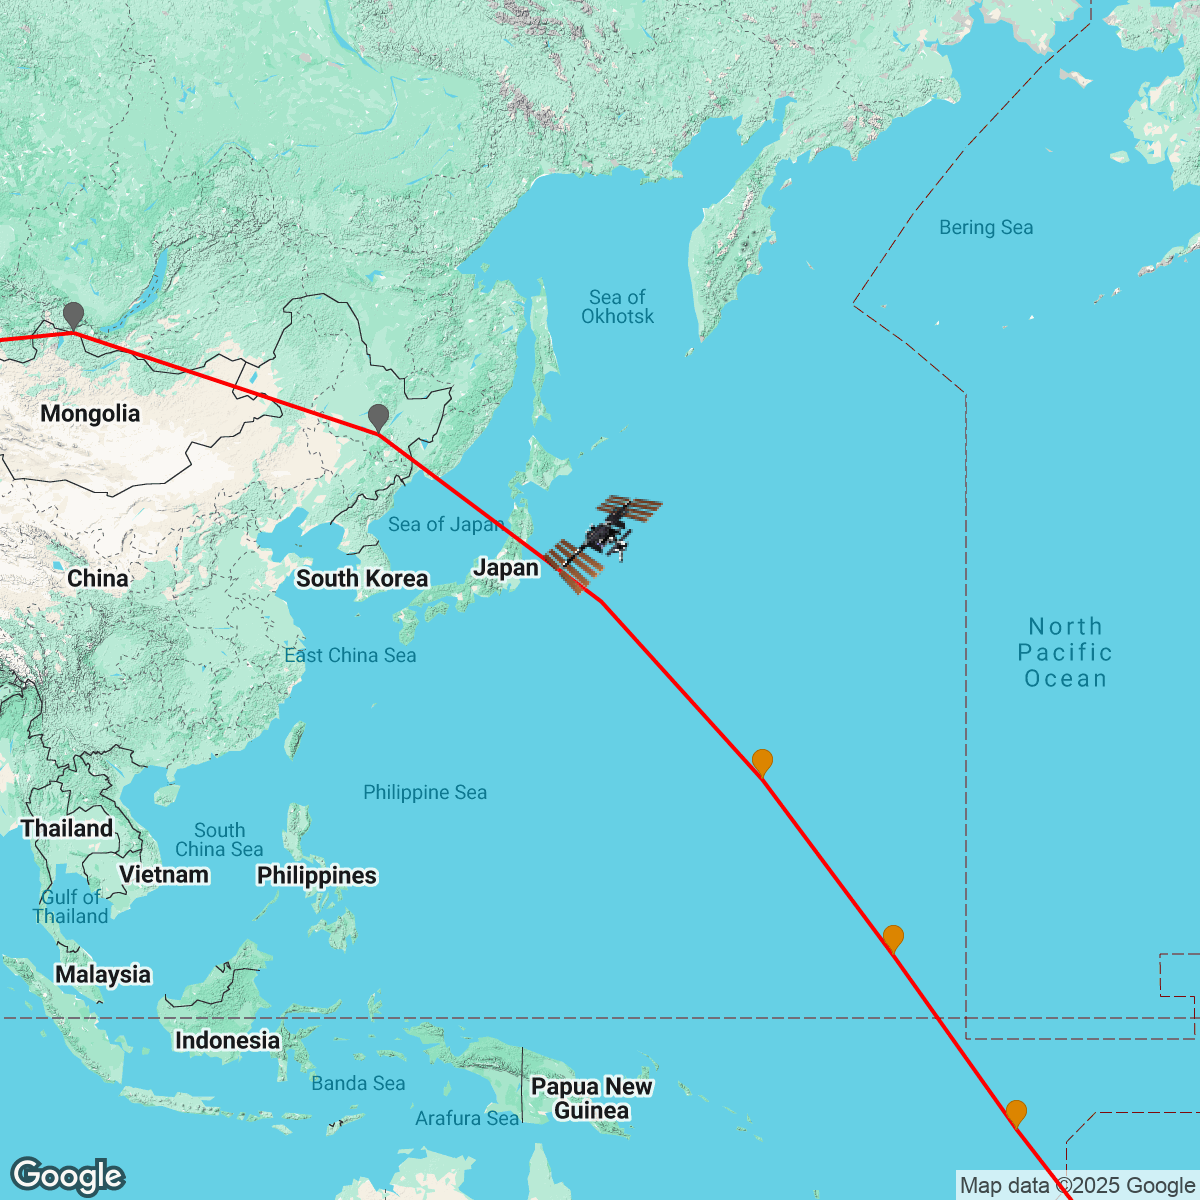 Bering Sea
Sea of
Okhotsk
Mongolia
Sea of Japan
Japan
China
South Korea
North
Pacific
Ocean
East China Sea
Philippine Sea
Thailand
South
China Sea
Vietnam
Philippines
Gulf of
Thailand
Malaysia
Indonesia
Banda Sea
Papua New
Guinea
Arafura Sea
Google
Map data ©2025 Google